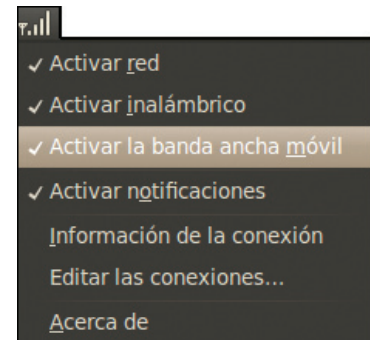 Activar red
Activar inalámbrico
Activar la banda ancha móvil
Activar notificaciones
Información de la conexión
Editar las conexiones...
Acerca de